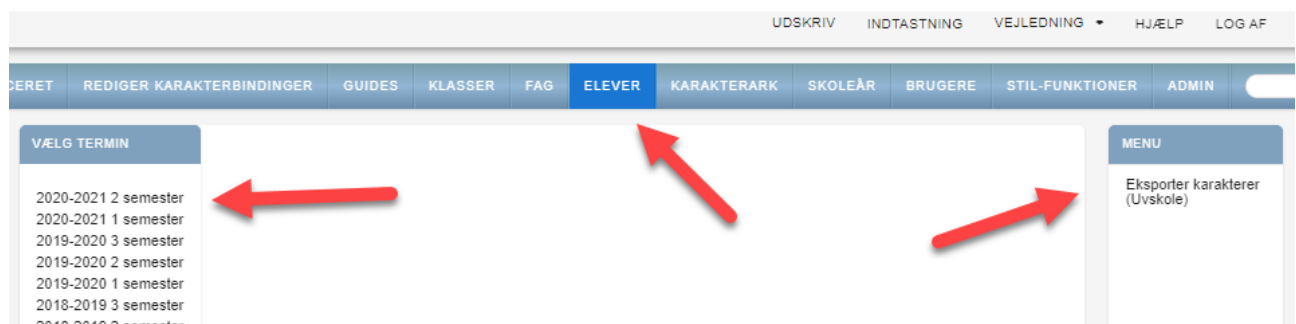 UDSKRIV INDTASTNING VEJLEDNING HJÆLP LOG AF
REDIGER KARAKTERBINDINGER GUIDES KLASSER FAG ELEVER KARAKTERARK SKOLEÅR BRUGERE STIL-FUNKTIONER ADMIN
VÆLG TERMIN
2020-2021 2 semester
2020-2021 1 semester
2019-2020 3 semester
2019-2020 2 semester
2019-2020 1 semester
2018-2019 3 semester
MENU
Eksporter karakterer
(Uvskole)